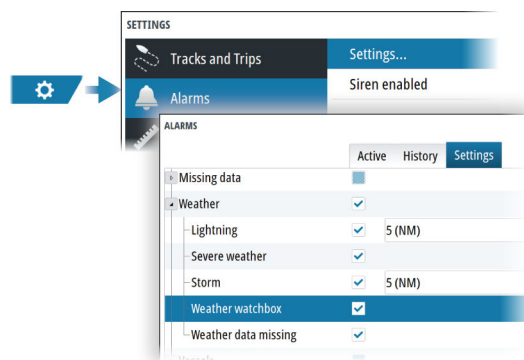 SETTINGS
Tracks and Trips
Settings...
Alarms
Siren enabled
ALARMS
Active History Settings
Missing data
Weather
Lightning 5 (NM)
Severe weather
Storm 5 (NM)
Weather watchbox
Weather data missing
Vessels